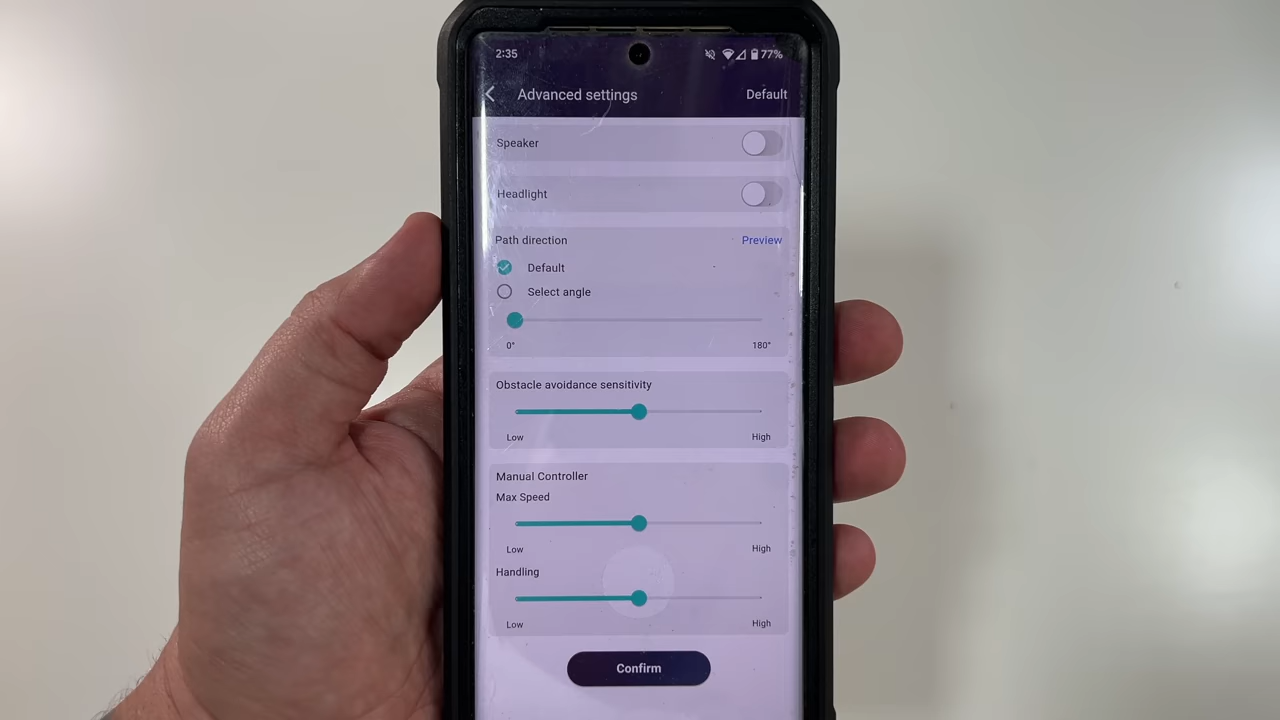 2:35 77%
Advanced settings Default
Speaker
Headlight
Path direction Preview
Default
Select angle
0° 180°
Obstacle avoidance sensitivity
Low High
Manual Controller
Max Speed
Low High
Handling
Low High
Confirm